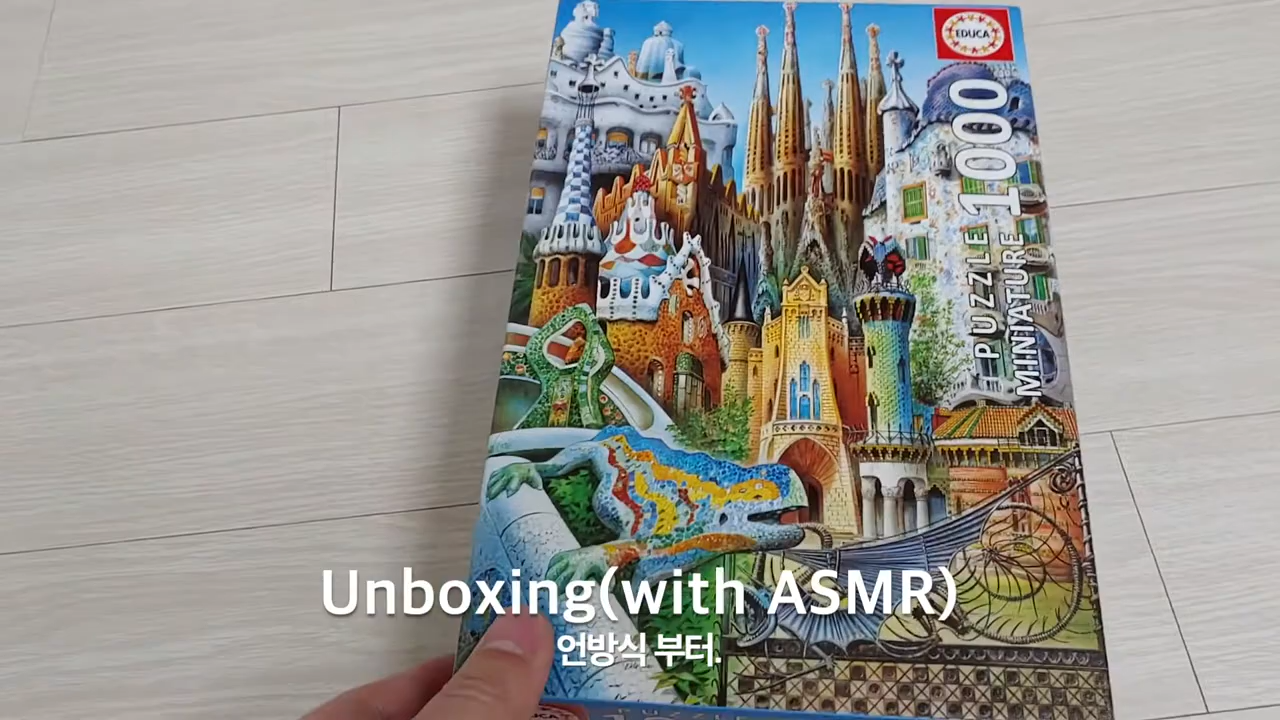 EDUCA
PUZZLE 1000
MINIATURE
Unboxing(with ASMR)
언방식 부터.